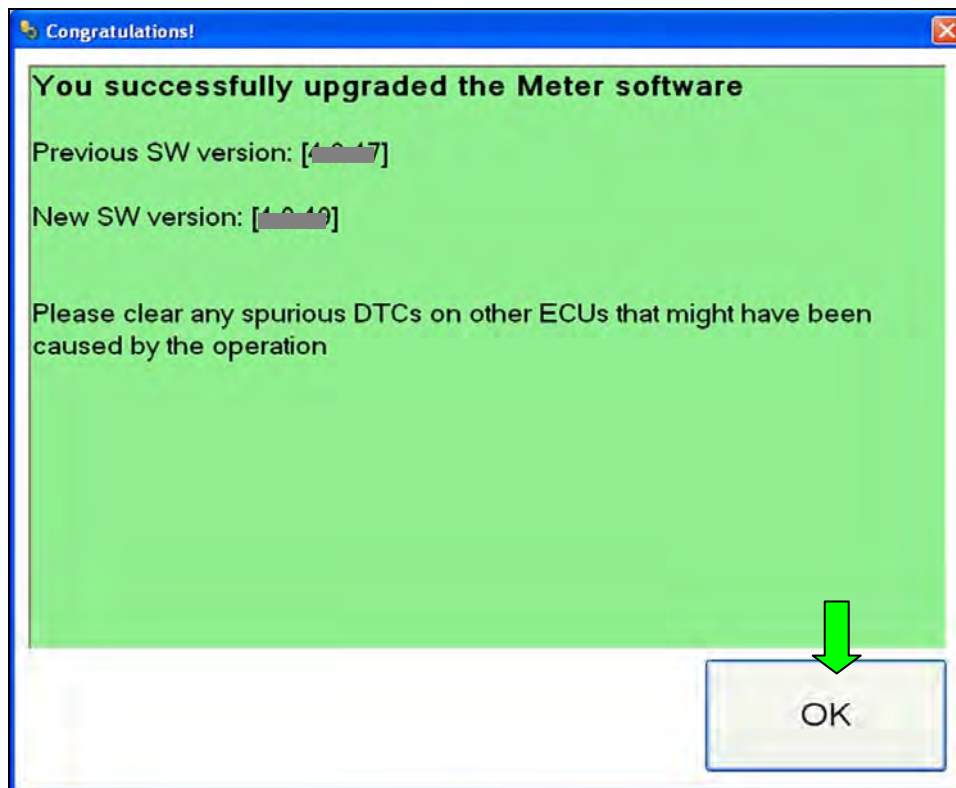 Congratulations!
You successfully upgraded the Meter software
Previous SW version: [
New SW version: [
Please clear any spurious DTCs on other ECUs that might have been
caused by the operation
OK